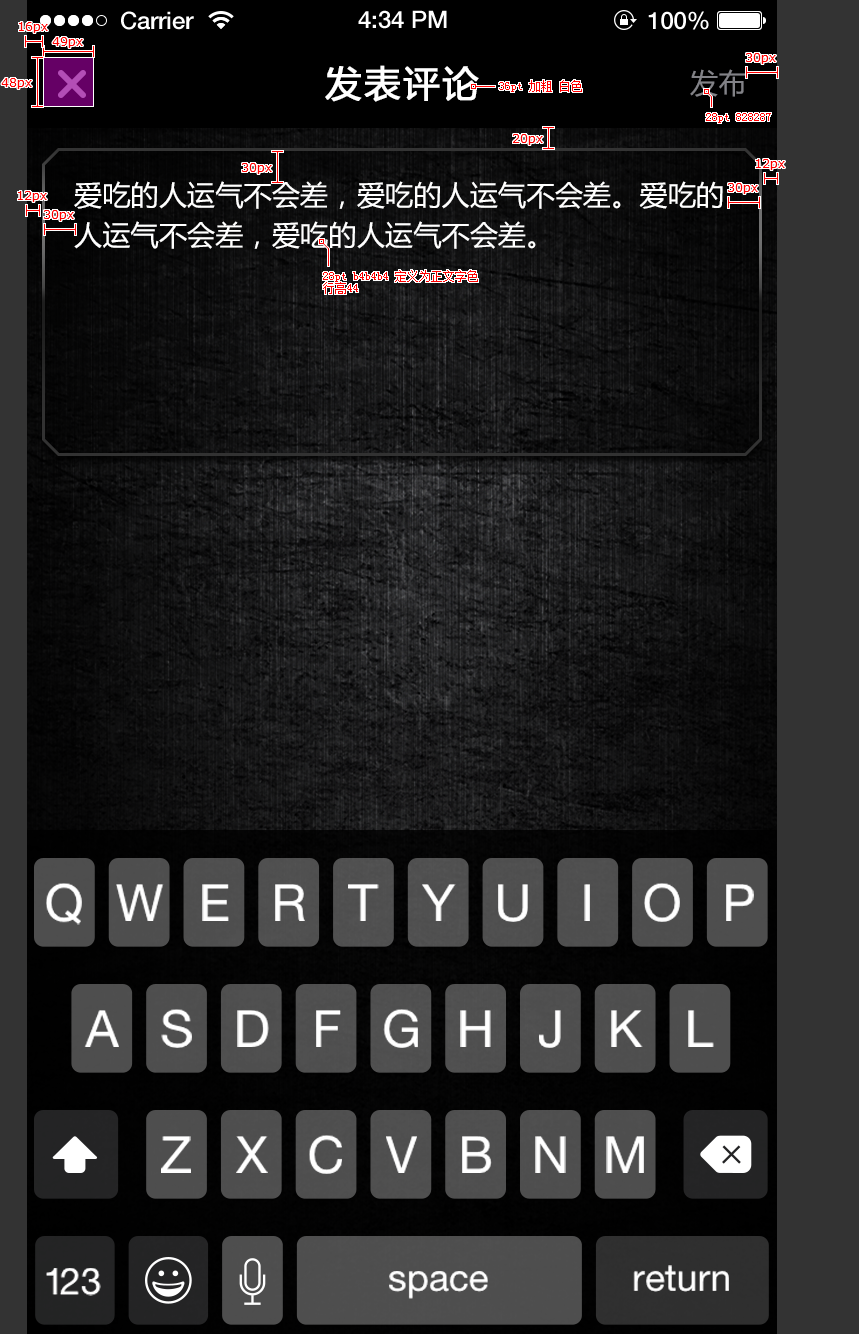 Carrier 4:34 PM 100%
16px
49px
48px
发表评论
36pt 加粗 白色
发布
30px
28pt 828287
20px
30px
12px
30px
12px
30px
爱吃的人运气不会差，爱吃的人运气不会差。爱吃的
人运气不会差，爱吃的人运气不会差。
28pt b4b4b4 定义为正文字色
行高44
Q W E R T Y U I O P
A S D F G H J K L
Z X C V B N M
123 space return